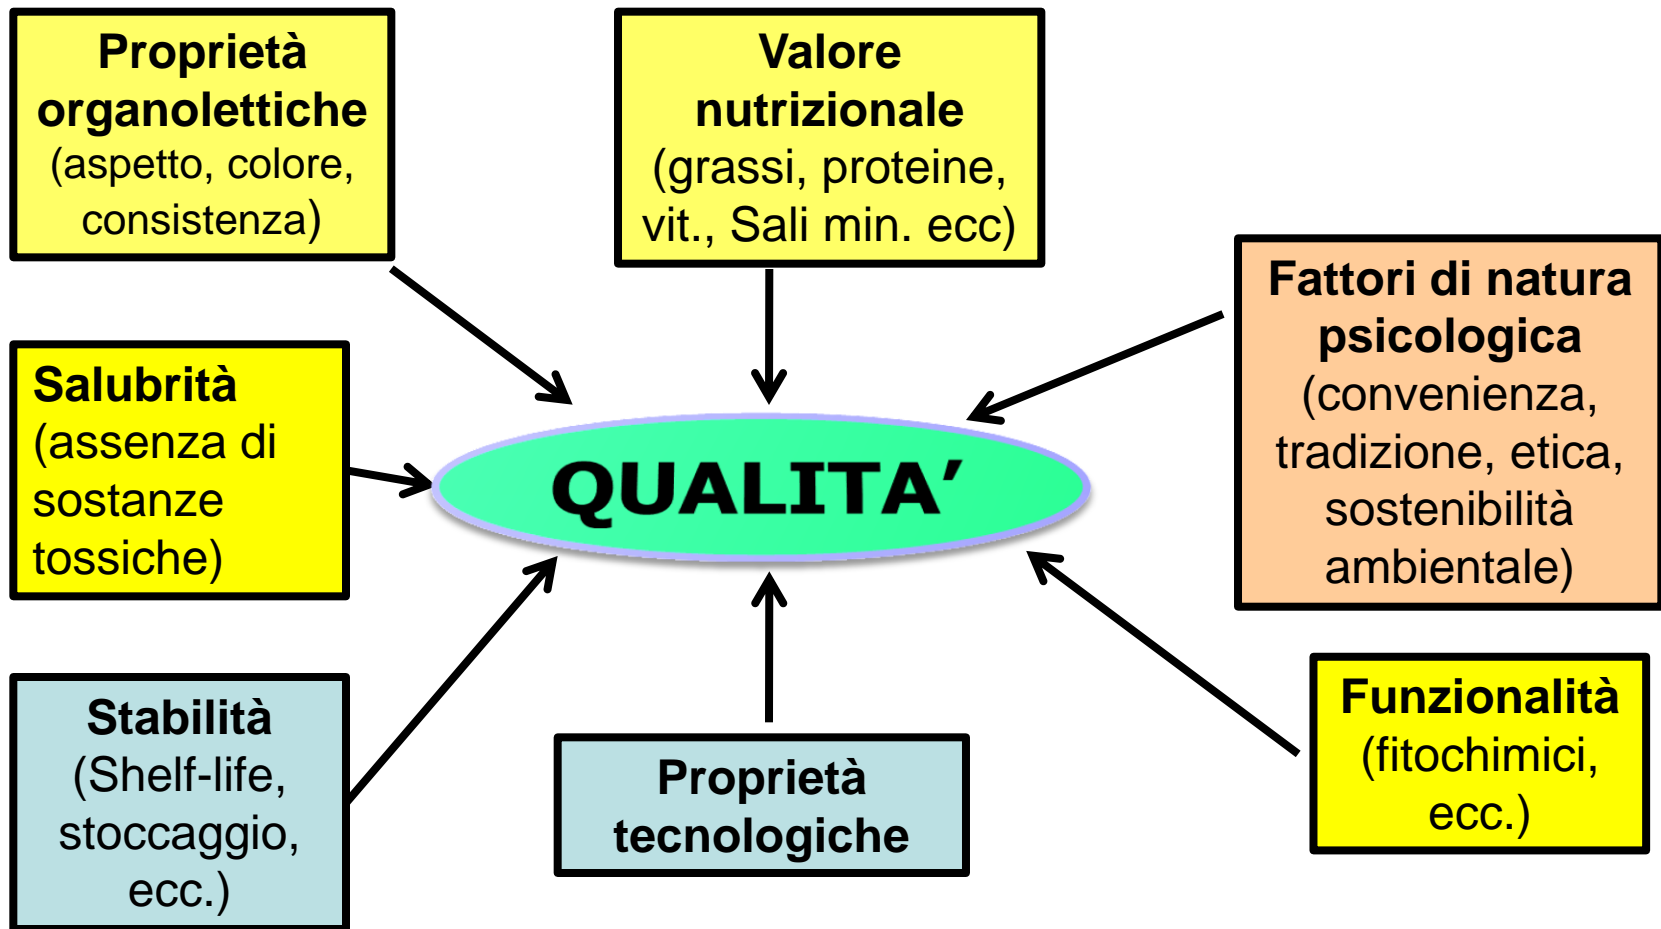 Proprietà
organolettiche
(aspetto, colore,
consistenza)
Valore
nutrizionale
(grassi, proteine,
vit., Sali min. ecc)
Fattori di natura
psicologica
(convenienza,
tradizione, etica,
sostenibilità
ambientale)
Salubrità
(assenza di
sostanze
tossiche)
QUALITA’
Stabilità
(Shelf-life,
stoccaggio,
ecc.)
Proprietà
tecnologiche
Funzionalità
(fitochimici,
ecc.)